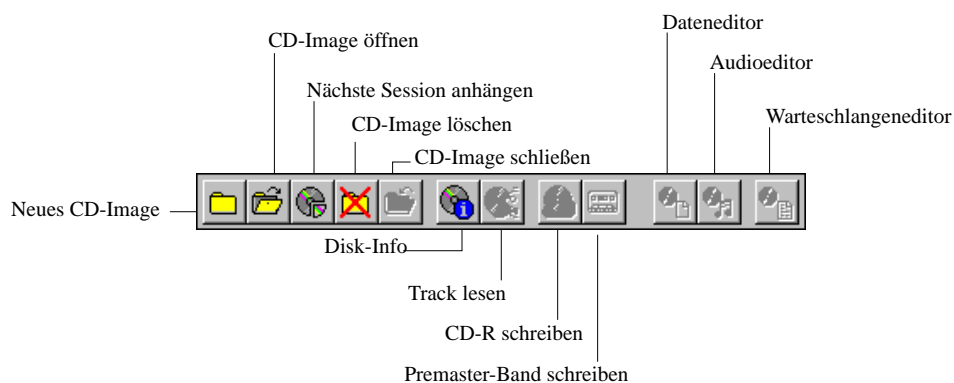 Dateneditor
CD-Image öffnen
Audioeditor
Nächste Session anhängen
CD-Image löschen
Warteschlangeneditor
CD-Image schließen
Neues CD-Image
Disk-Info
Track lesen
CD-R schreiben
Premaster-Band schreiben